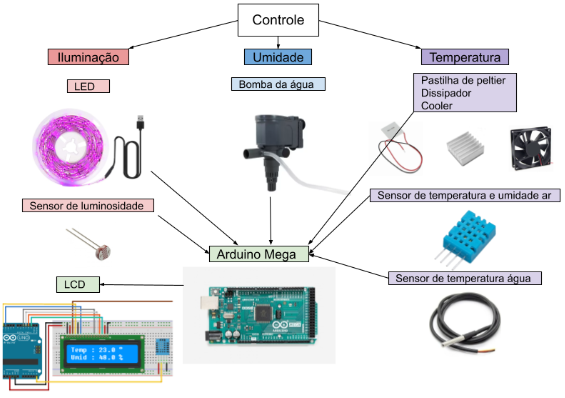 Controle
Iluminação
Umidade
Temperatura
LED
Bomba da água
Pastilha de peltier
Dissipador
Cooler
Sensor de luminosidade
Sensor de temperatura e umidade ar
Arduino Mega
LCD
Sensor de temperatura água
Temp : 23.0 °
Umid : 40.0 %